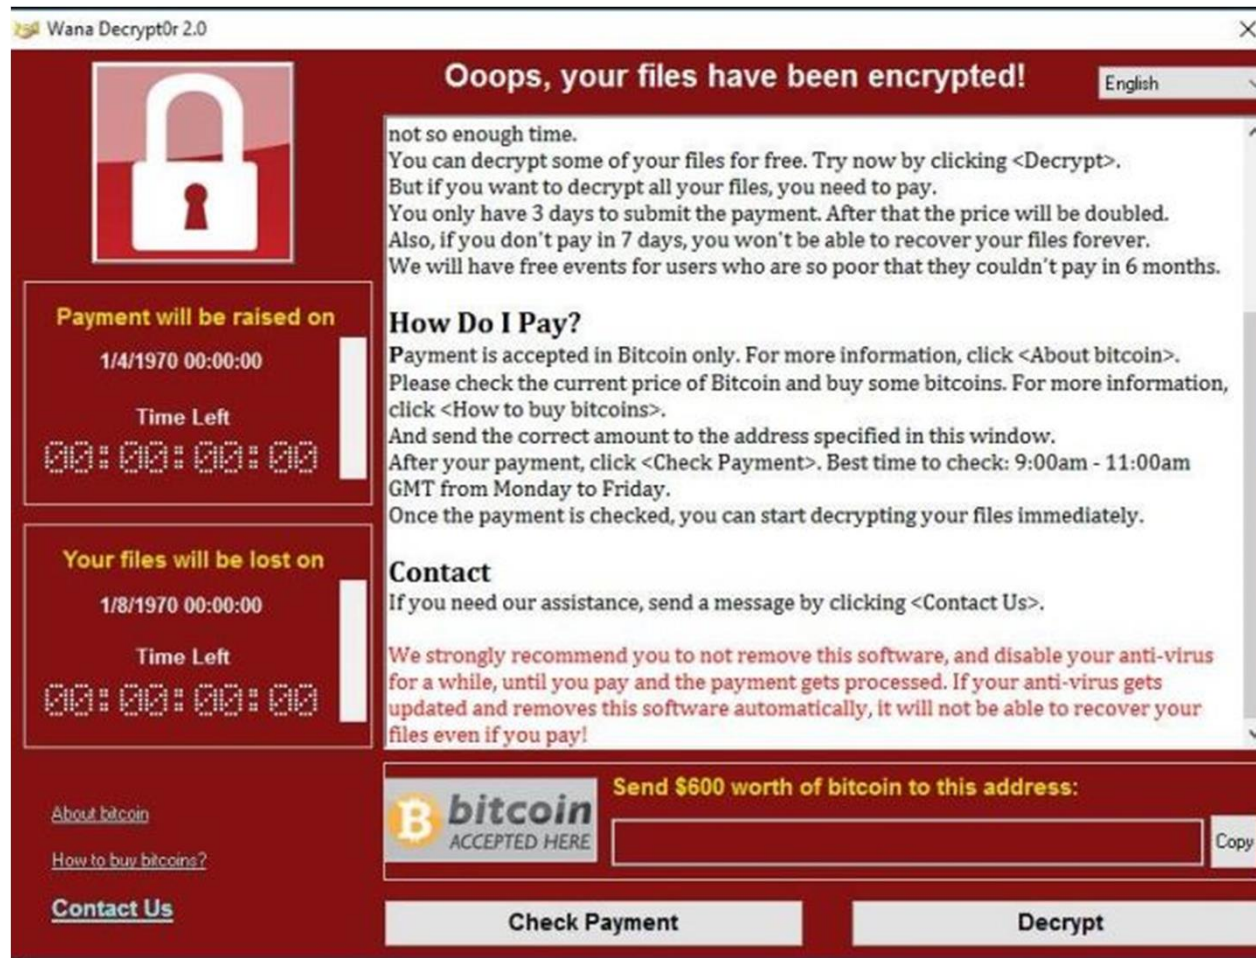 Wana Decrypt0r 2.0
Ooops, your files have been encrypted!
English
not so enough time.
You can decrypt some of your files for free. Try now by clicking <Decrypt>.
But if you want to decrypt all your files, you need to pay.
You only have 3 days to submit the payment. After that the price will be doubled.
Also, if you don't pay in 7 days, you won't be able to recover your files forever.
We will have free events for users who are so poor that they couldn't pay in 6 months.
How Do I Pay?
Payment is accepted in Bitcoin only. For more information, click <About bitcoin>.
Please check the current price of Bitcoin and buy some bitcoins. For more information,
click <How to buy bitcoins>.
And send the correct amount to the address specified in this window.
After your payment, click <Check Payment>. Best time to check: 9:00am - 11:00am
GMT from Monday to Friday.
Once the payment is checked, you can start decrypting your files immediately.
Contact
If you need our assistance, send a message by clicking <Contact Us>.
We strongly recommend you to not remove this software, and disable your anti-virus
for a while, until you pay and the payment gets processed. If your anti-virus gets
updated and removes this software automatically, it will not be able to recover your
files even if you pay!
Payment will be raised on
1/4/1970 00:00:00
Time Left
00:00:00:00
Your files will be lost on
1/8/1970 00:00:00
Time Left
00:00:00:00
About bitcoin
How to buy bitcoins?
Contact Us
bitcoin
ACCEPTED HERE
Send $600 worth of bitcoin to this address:
Copy
Check Payment
Decrypt